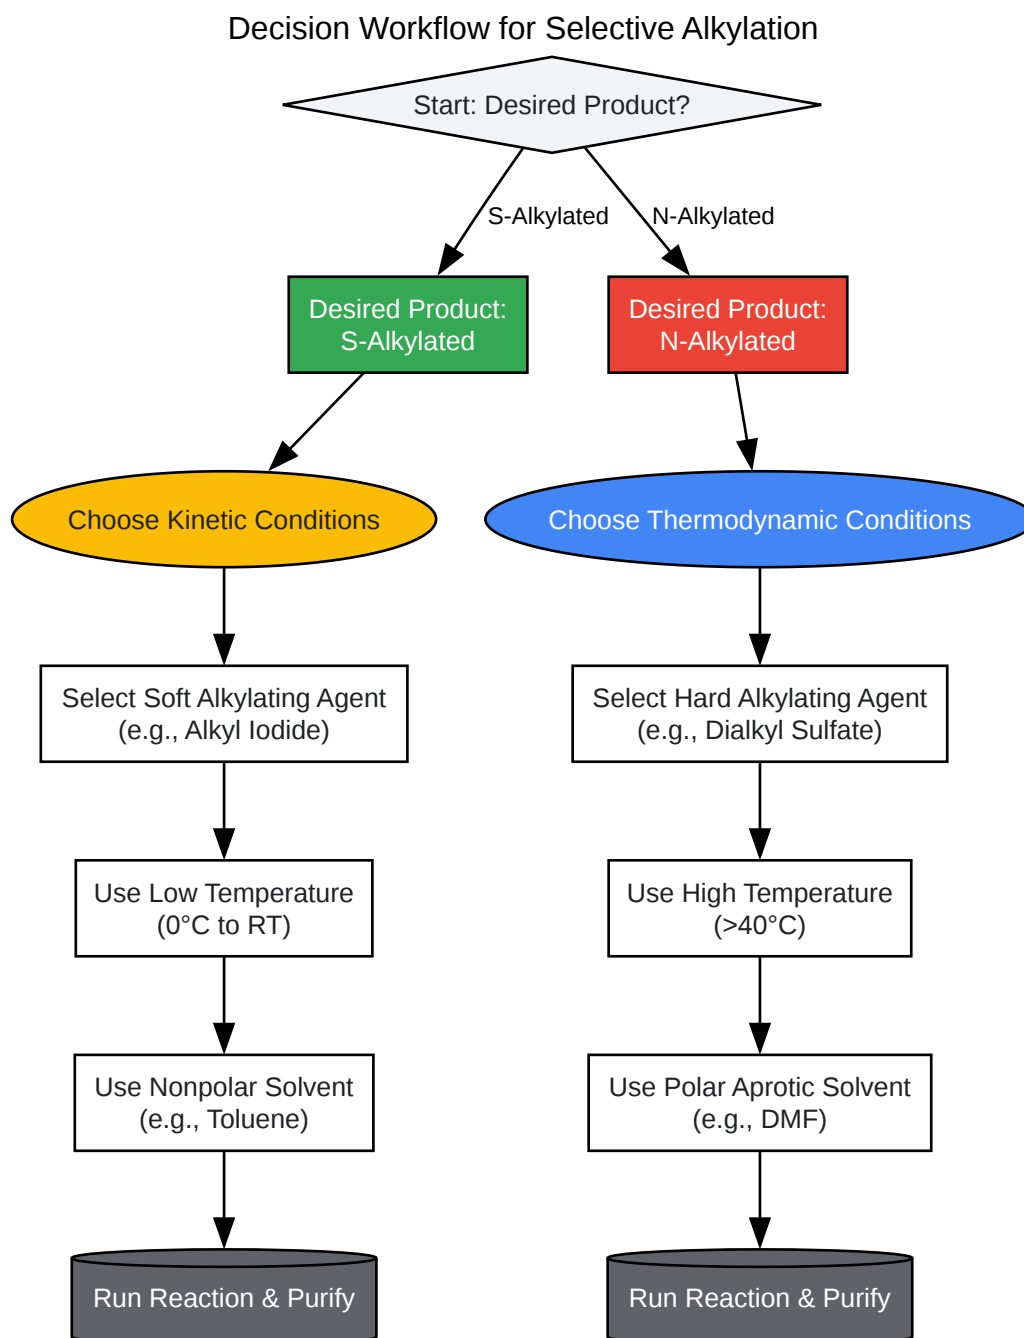 Decision Workflow for Selective Alkylation
Start: Desired Product?
S-Alkylated
N-Alkylated
Desired Product:
S-Alkylated
Desired Product:
N-Alkylated
Choose Kinetic Conditions
Choose Thermodynamic Conditions
Select Soft Alkylating Agent
(e.g., Alkyl Iodide)
Select Hard Alkylating Agent
(e.g., Dialkyl Sulfate)
Use Low Temperature
(0°C to RT)
Use High Temperature
(>40°C)
Use Nonpolar Solvent
(e.g., Toluene)
Use Polar Aprotic Solvent
(e.g., DMF)
Run Reaction & Purify
Run Reaction & Purify